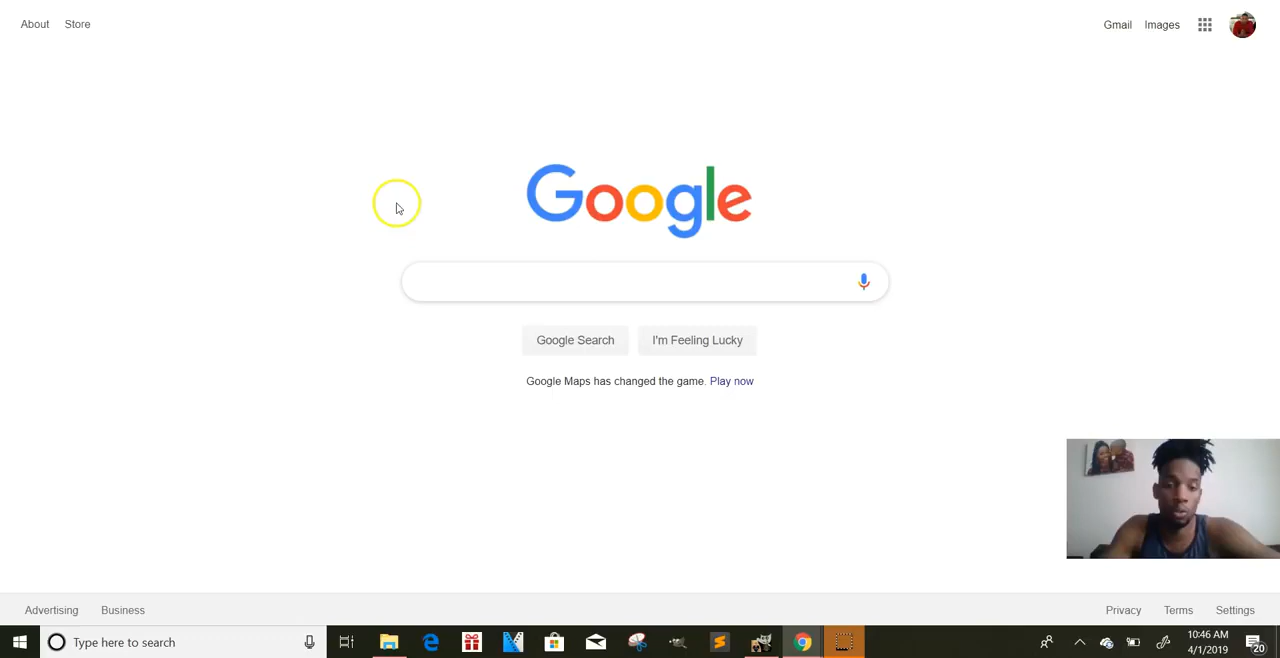 About Store
Gmail Images
Google
Google Search I'm Feeling Lucky
Google Maps has changed the game. Play now
Advertising Business
Privacy Terms Settings
Type here to search
10:46 AM
4/1/2019
20